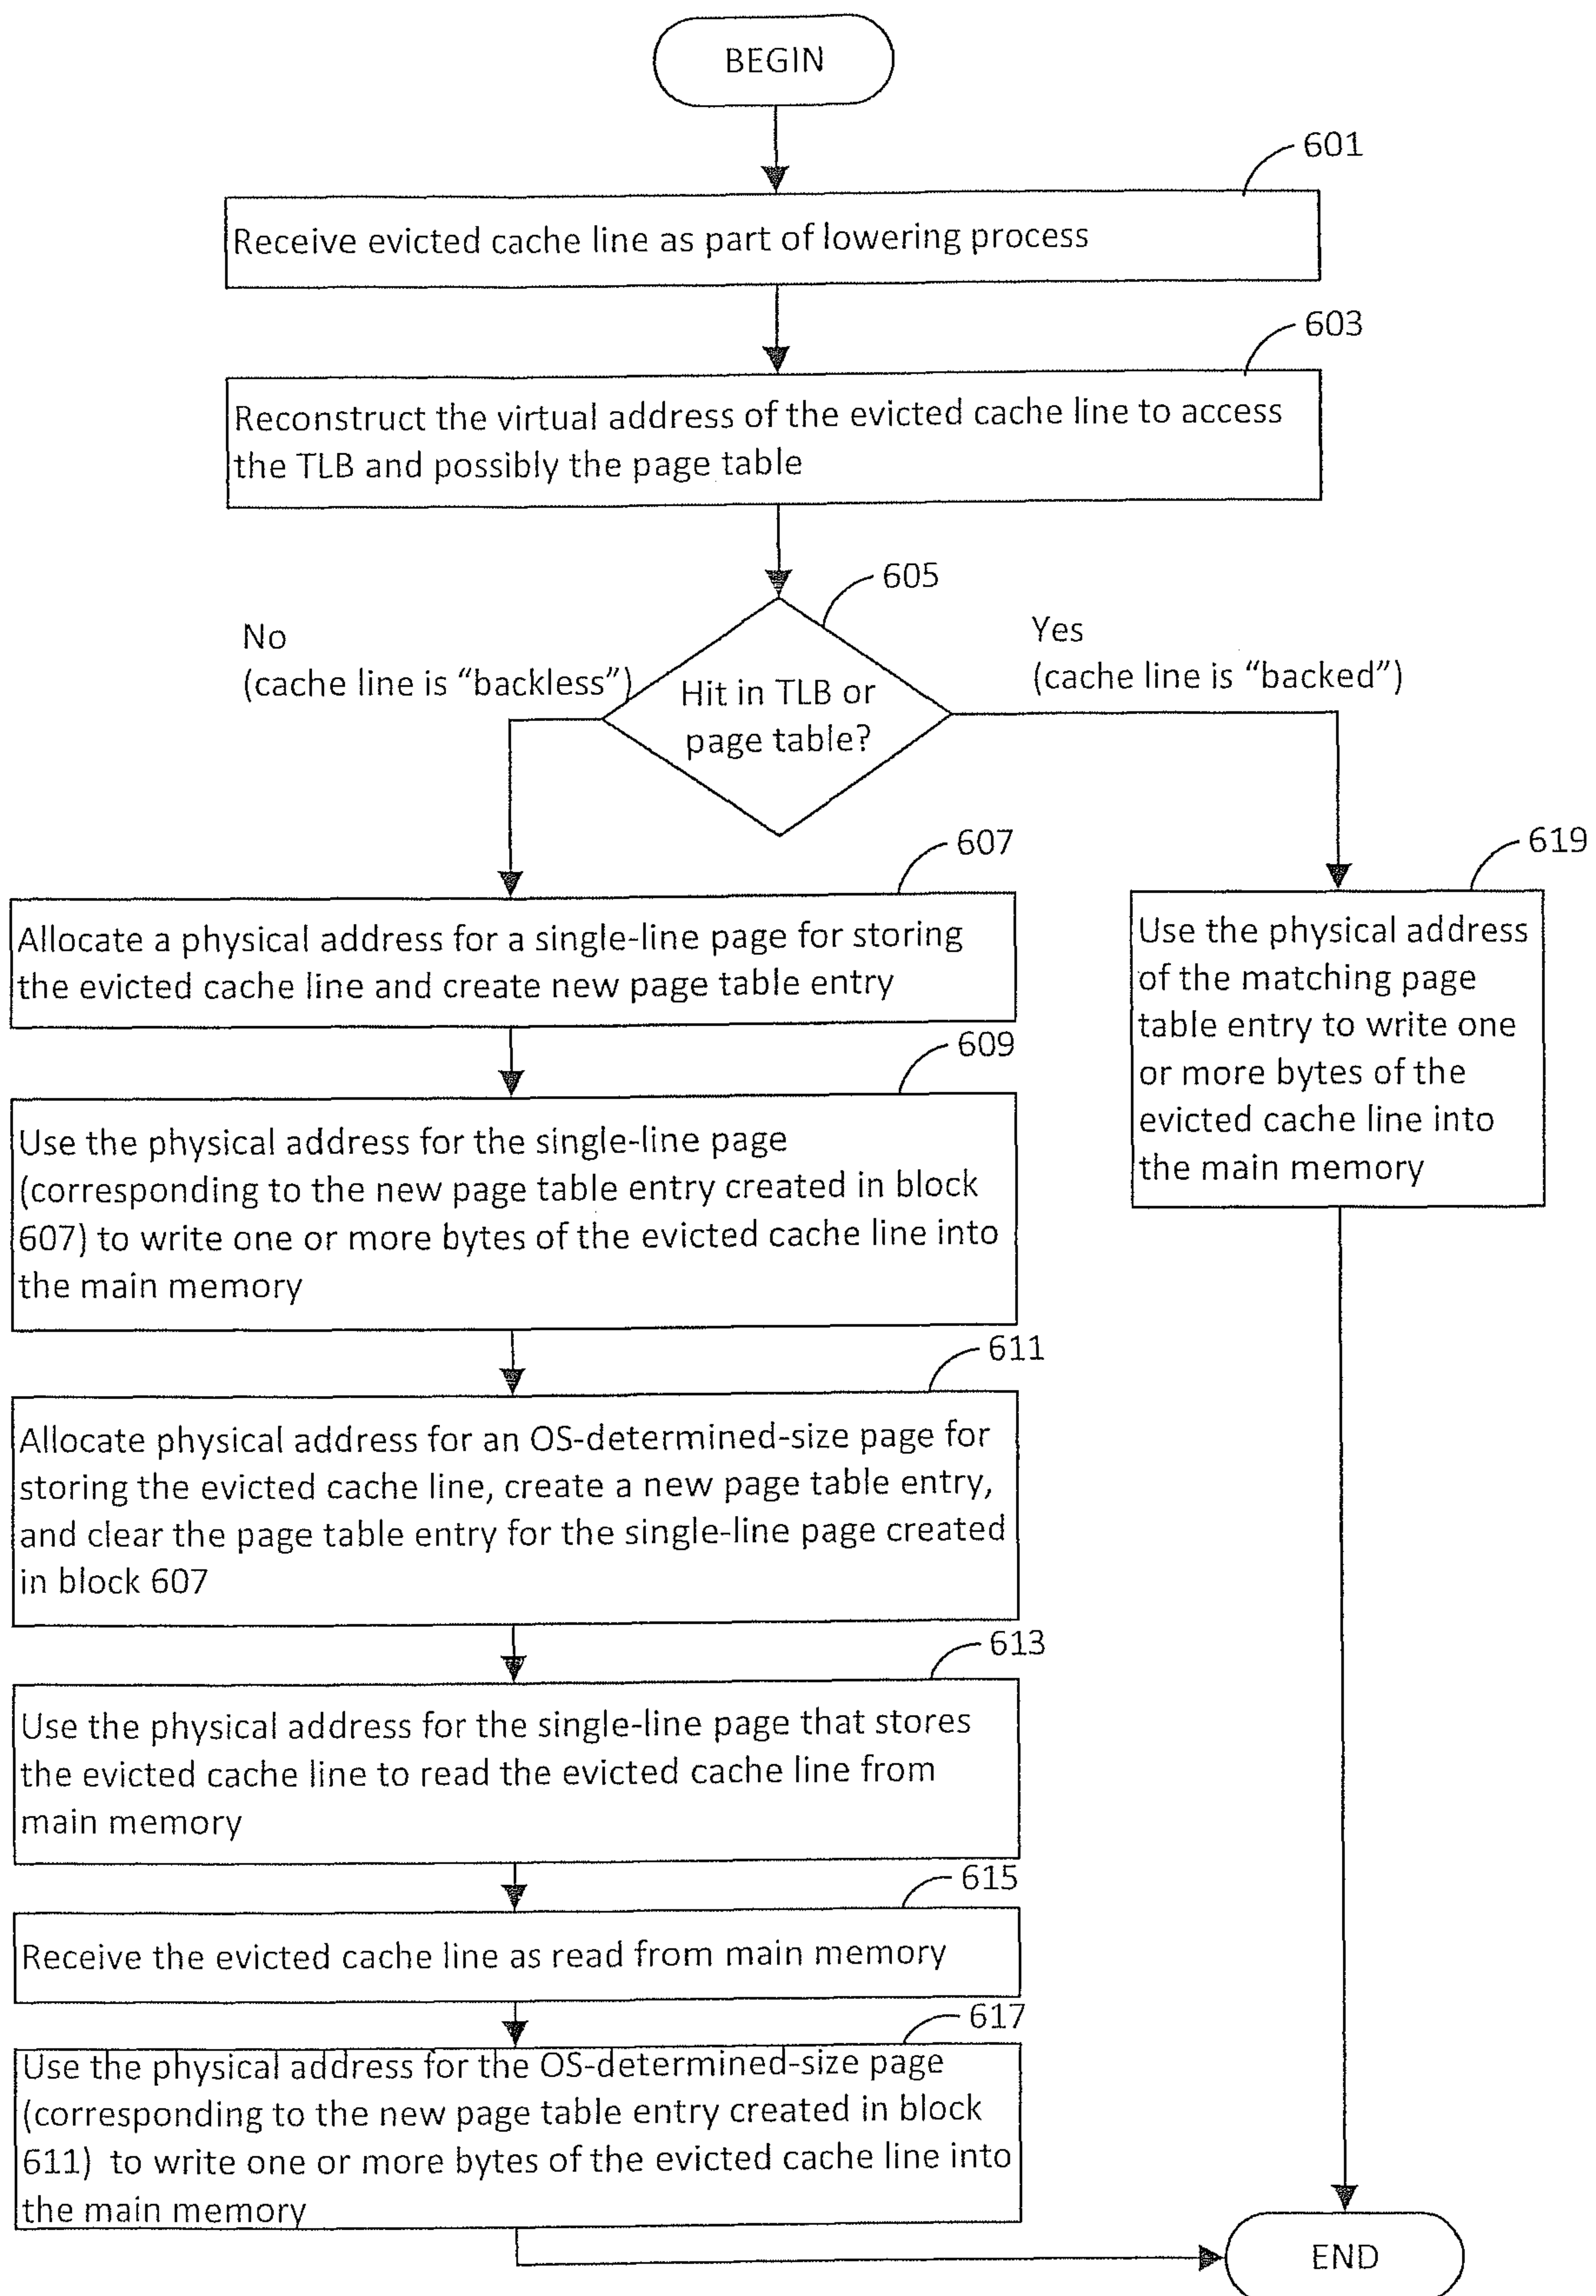 BEGIN
601
Receive evicted cache line as part of lowering process
603
Reconstruct the virtual address of the evicted cache line to access
the TLB and possibly the page table
605
No
(cache line is “backless”)
Yes
(cache line is “backed”)
Hit in TLB or
page table?
607
Allocate a physical address for a single-line page for storing
the evicted cache line and create new page table entry
609
Use the physical address for the single-line page
(corresponding to the new page table entry created in block
607) to write one or more bytes of the evicted cache line into
the main memory
611
Allocate physical address for an OS-determined-size page for
storing the evicted cache line, create a new page table entry,
and clear the page table entry for the single-line page created
in block 607
613
Use the physical address for the single-line page that stores
the evicted cache line to read the evicted cache line from
main memory
615
Receive the evicted cache line as read from main memory
617
Use the physical address for the OS-determined-size page
(corresponding to the new page table entry created in block
611) to write one or more bytes of the evicted cache line into
the main memory
619
Use the physical address
of the matching page
table entry to write one
or more bytes of the
evicted cache line into
the main memory
END